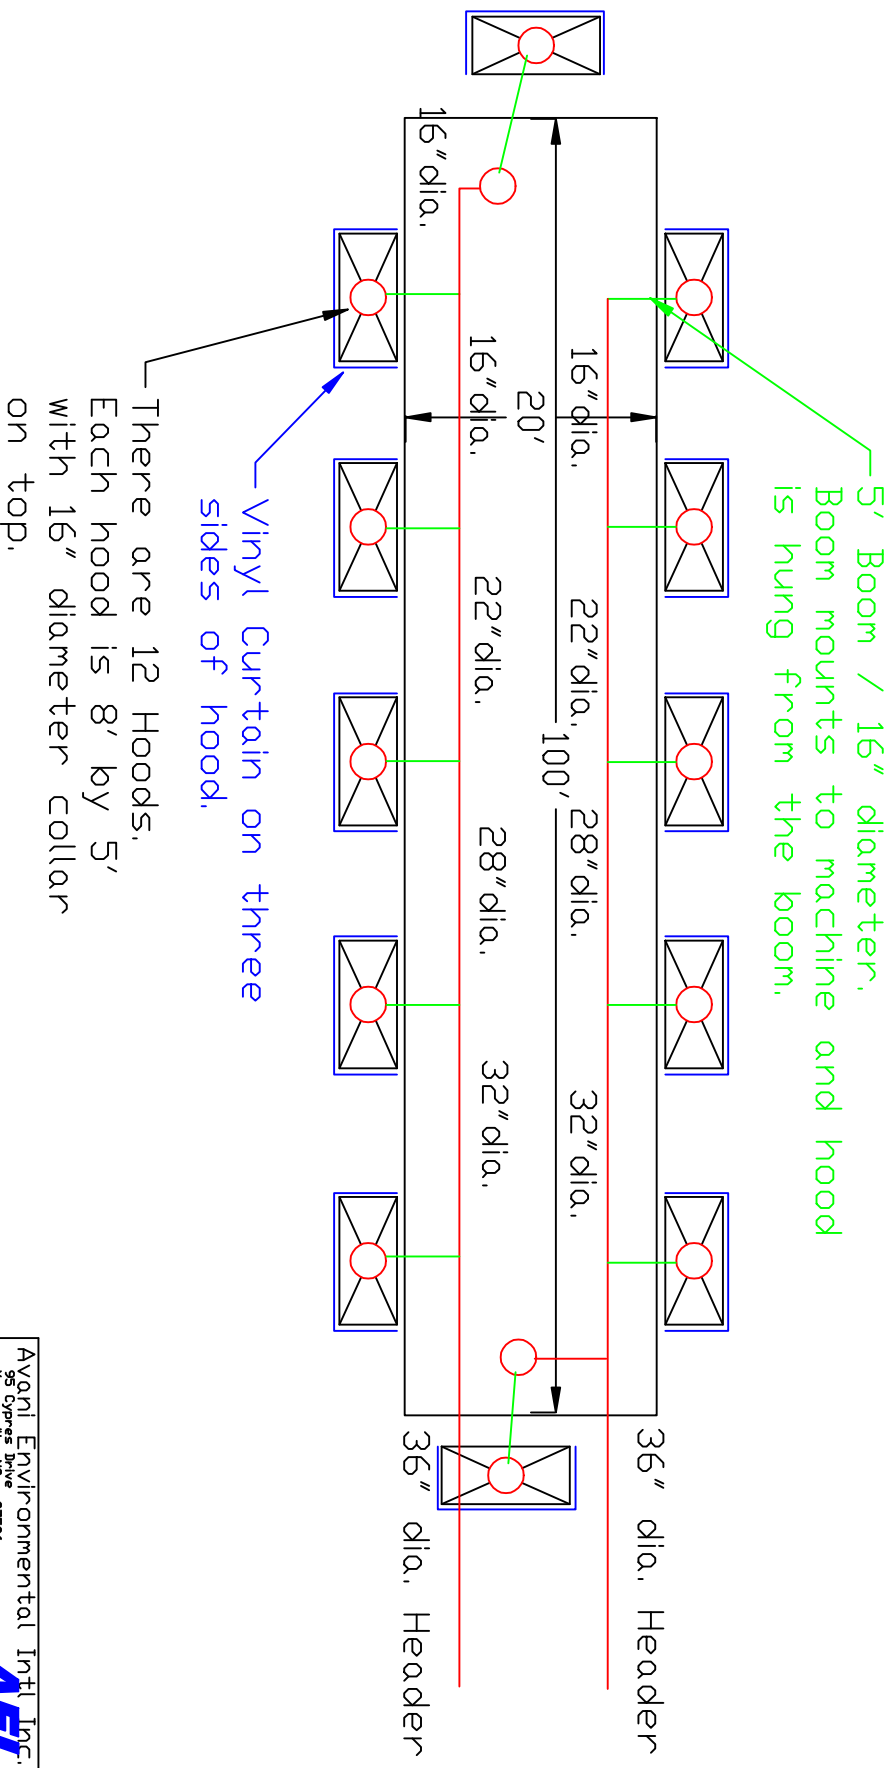 5' Boom / 16" diameter.
Boom mounts to machine and hood
is hung from the boom.
36" dia. Header
16"dia.
22"dia.
28"dia.
32"dia.
100'
20'
16"dia.
16"dia.
22"dia.
28"dia.
32"dia.
36" dia. Header
Vinyl Curtain on three
sides of hood.
There are 12 Hoods.
Each hood is 8' by 5'
with 16" diameter collar
on top.
Avani Environmental Intl Inc.
95 Cypres Drive
AEI